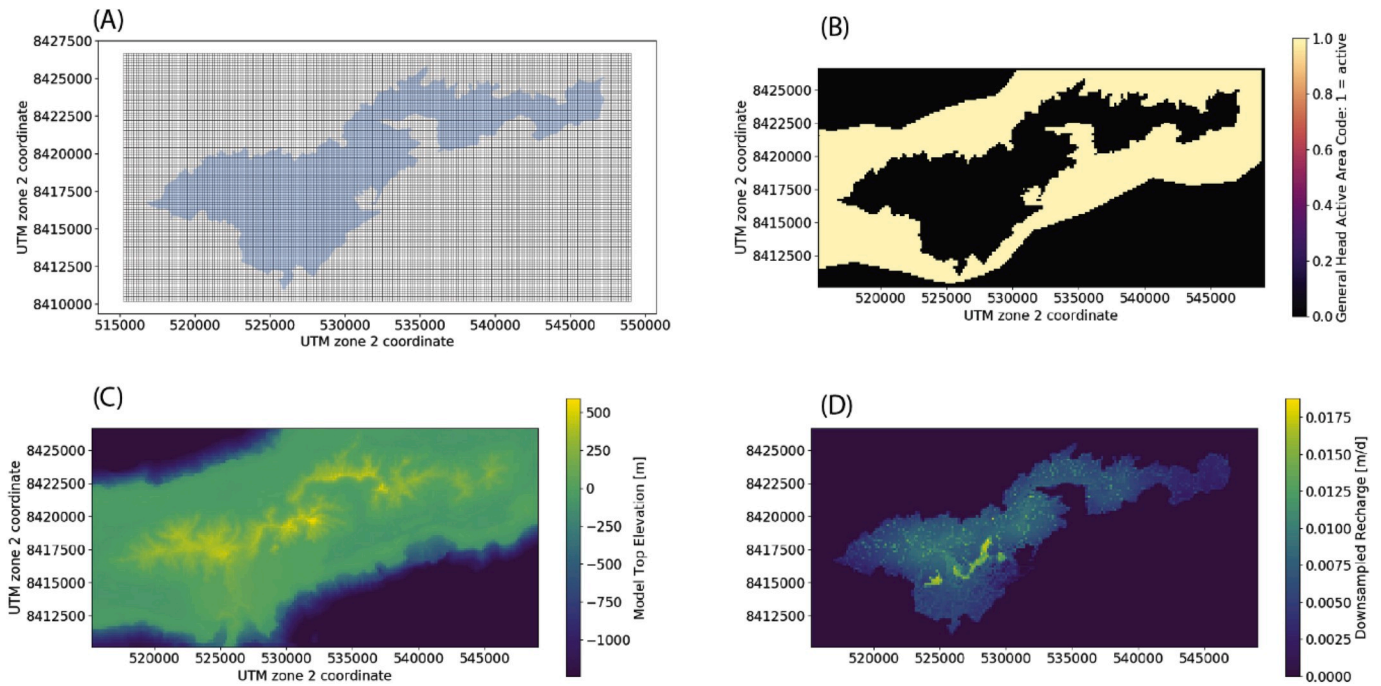 (A)
8427500
8425000
8422500
8420000
8417500
8415000
8412500
8410000
UTM zone 2 coordinate
515000 520000 525000 530000 535000 540000 545000 550000
UTM zone 2 coordinate
(B)
8425000
8422500
8420000
8417500
8415000
8412500
UTM zone 2 coordinate
520000 525000 530000 535000 540000 545000
UTM zone 2 coordinate
1.0
0.8
0.6
0.4
0.2
0.0
General Head Active Area Code: 1 = active
(C)
8425000
8422500
8420000
8417500
8415000
8412500
UTM zone 2 coordinate
520000 525000 530000 535000 540000 545000
UTM zone 2 coordinate
500
250
0
−250
−500
−750
−1000
Model Top Elevation [m]
(D)
8425000
8422500
8420000
8417500
8415000
8412500
520000 525000 530000 535000 540000 545000
0.0175
0.0150
0.0125
0.0100
0.0075
0.0050
0.0025
0.0000
Downsampled Recharge [m/d]